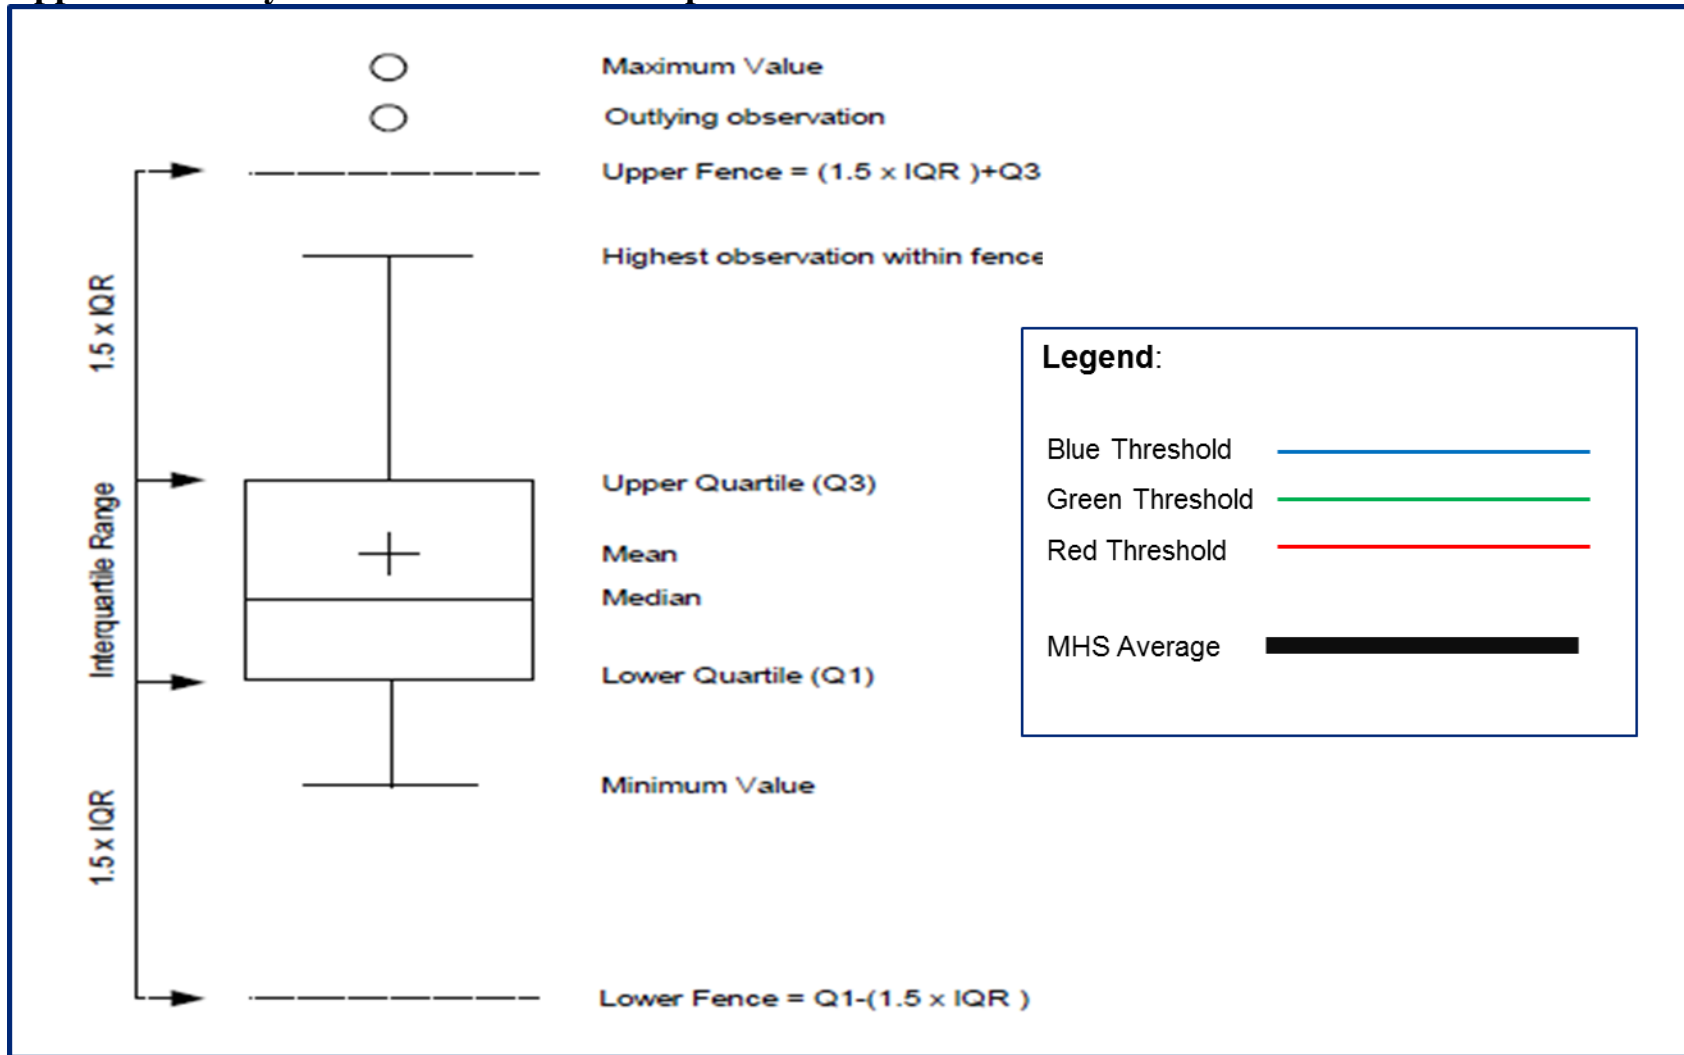 Maximum Value
Outlying observation
Upper Fence = (1.5 x IQR )+Q3
Highest observation within fence
1.5 x IQR
Upper Quartile (Q3)
Interquartile Range
Mean
Median
Lower Quartile (Q1)
Minimum Value
1.5 x IQR
Lower Fence = Q1-(1.5 x IQR )
Legend:
Blue Threshold
Green Threshold
Red Threshold
MHS Average